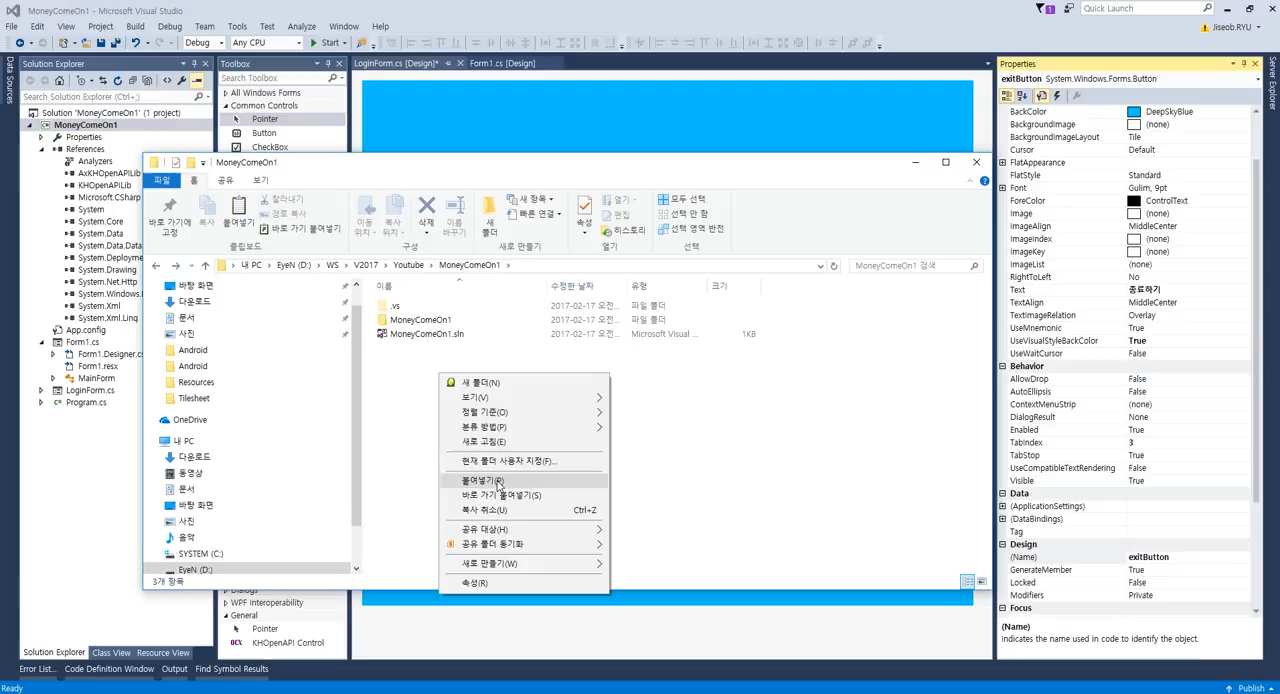 MoneyComeOn1 - Microsoft Visual Studio
1
Quick Launch
File Edit View Project Build Debug Team Tools Test Analyze Window Help
Jiseob.RYU
Debug Any CPU Start
Data Sources
Solution Explorer
Search Solution Explorer (Ctrl+;)
Solution 'MoneyComeOn1' (1 project)
MoneyComeOn1
Properties
References
Analyzers
AxKHOpenAPILib
KHOpenAPILib
Microsoft.CSharp
System
System.Core
System.Data
System.Data.Data
System.Deployme
System.Drawing
System.Net.Http
System.Windows.
System.Xml
System.Xml.Linq
App.config
Form1.cs
Form1.Designer.cs
Form1.resx
MainForm
LoginForm.cs
Program.cs
Solution Explorer Class View Resource View
Error List... Code Definition Window Output Find Symbol Results
Ready
Publish
Toolbox
Search Toolbox
All Windows Forms
Common Controls
Pointer
Button
CheckBox
Dialogs
WPF Interoperability
General
Pointer
KHOpenAPI Control
LoginForm.cs [Design]* Form1.cs [Design]
MoneyComeOn1
파일 홈 공유 보기
바로 가기에 고정
복사
붙여넣기
잘라내기
경로 복사
바로 가기 붙여넣기
클립보드
이동 위치
복사 위치
삭제
이름 바꾸기
구성
새 폴더
새 항목
빠른 연결
새로 만들기
속성
열기
편집
히스토리
열기
모두 선택
선택 안 함
선택 영역 반전
선택
내 PC EyeN (D:) WS V2017 Youtube MoneyComeOn1
MoneyComeOn1 검색
바탕 화면
다운로드
문서
사진
Android
Android
Resources
Tilesheet
OneDrive
내 PC
다운로드
동영상
문서
바탕 화면
사진
음악
SYSTEM (C:)
EyeN (D:)
3개 항목
이름 수정한 날짜 유형 크기
.vs 2017-02-17 오전... 파일 폴더
MoneyComeOn1 2017-02-17 오전... 파일 폴더
MoneyComeOn1.sln 2017-02-17 오전... Microsoft Visual ... 1KB
새 폴더(N)
보기(V)
정렬 기준(O)
분류 방법(P)
새로 고침(E)
현재 폴더 사용자 지정(F)...
붙여넣기(P)
바로 가기 붙여넣기(S)
복사 취소(U) Ctrl+Z
공유 대상(H)
공유 폴더 동기화
새로 만들기(W)
속성(R)
Properties
exitButton System.Windows.Forms.Button
BackColor DeepSkyBlue
BackgroundImage (none)
BackgroundImageLayout Tile
Cursor Default
FlatAppearance
FlatStyle Standard
Font Gulim, 9pt
ForeColor ControlText
Image (none)
ImageAlign MiddleCenter
ImageIndex (none)
ImageKey (none)
ImageList (none)
RightToLeft No
Text 종료하기
TextAlign MiddleCenter
TextImageRelation Overlay
UseMnemonic True
UseVisualStyleBackColor True
UseWaitCursor False
Behavior
AllowDrop False
AutoEllipsis False
ContextMenuStrip (none)
DialogResult None
Enabled True
TabIndex 3
TabStop True
UseCompatibleTextRendering False
Visible True
Data
(ApplicationSettings)
(DataBindings)
Tag
Design
(Name) exitButton
GenerateMember True
Locked False
Modifiers Private
Focus
(Name)
Indicates the name used in code to identify the object.
Server Explorer